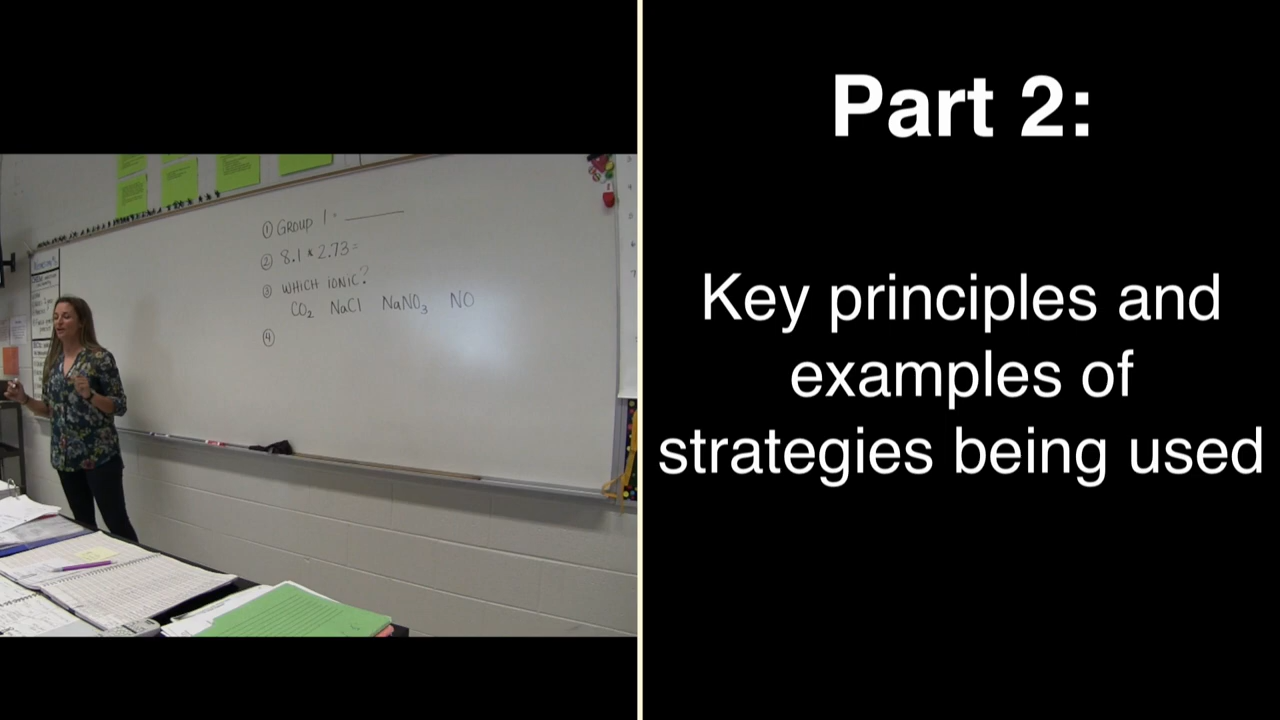 ① GROUP 1 = ______
② 8.1 x 2.73 =
③ WHICH IONIC?
CO₂ NaCl NaNO₃ NO
④
Part 2:
Key principles and
examples of
strategies being used